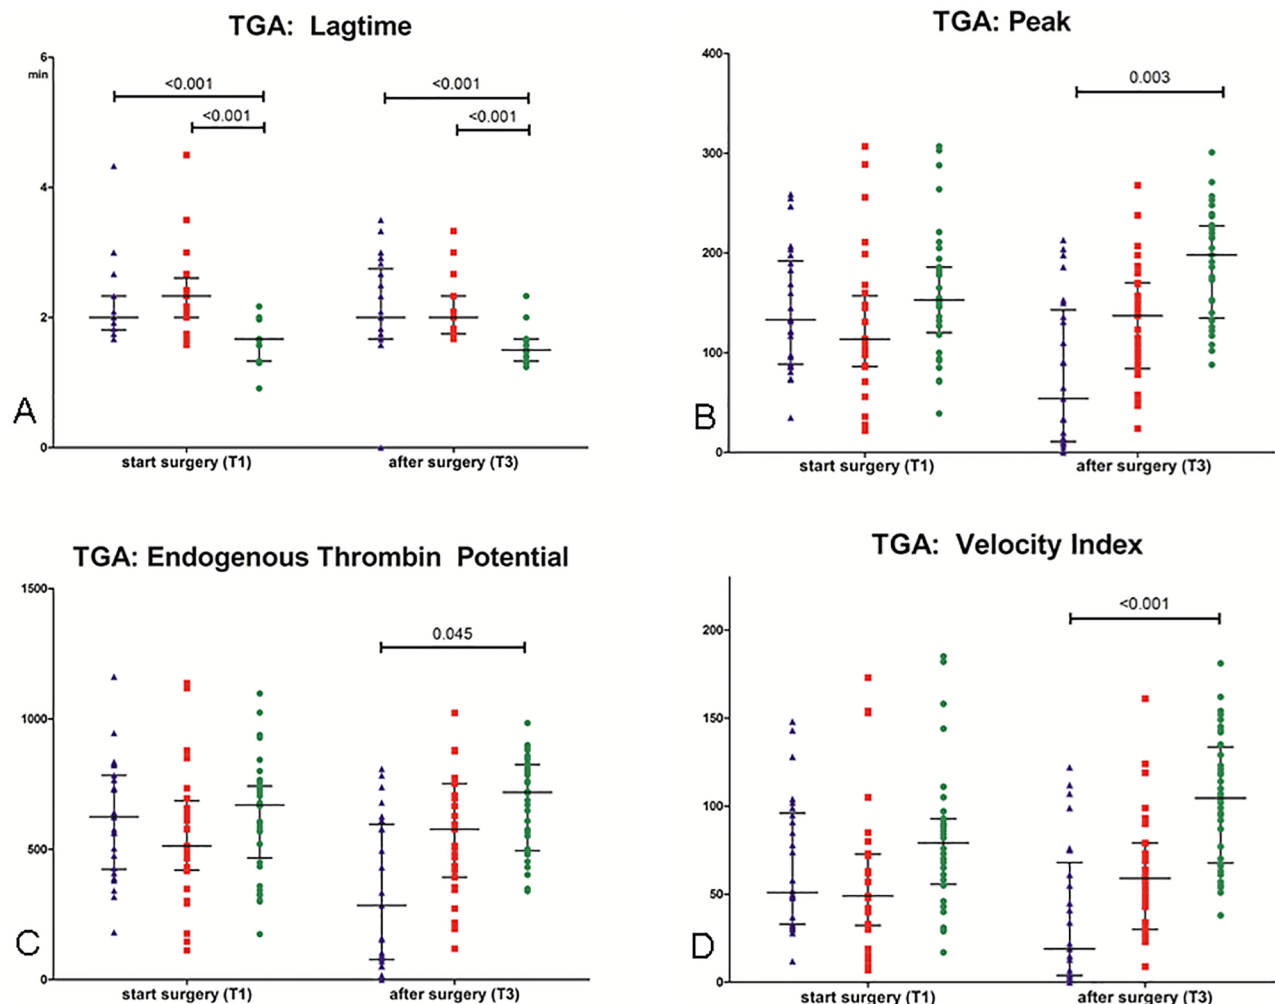 TGA: Lagtime
6
min
4
2
0
<0.001
<0.001
<0.001
<0.001
A
start surgery (T1)
after surgery (T3)
TGA: Peak
400
300
200
100
0
0.003
B
start surgery (T1)
after surgery (T3)
TGA: Endogenous Thrombin Potential
1500
1000
500
0
0.045
C
start surgery (T1)
after surgery (T3)
TGA: Velocity Index
200
150
100
50
0
<0.001
D
start surgery (T1)
after surgery (T3)